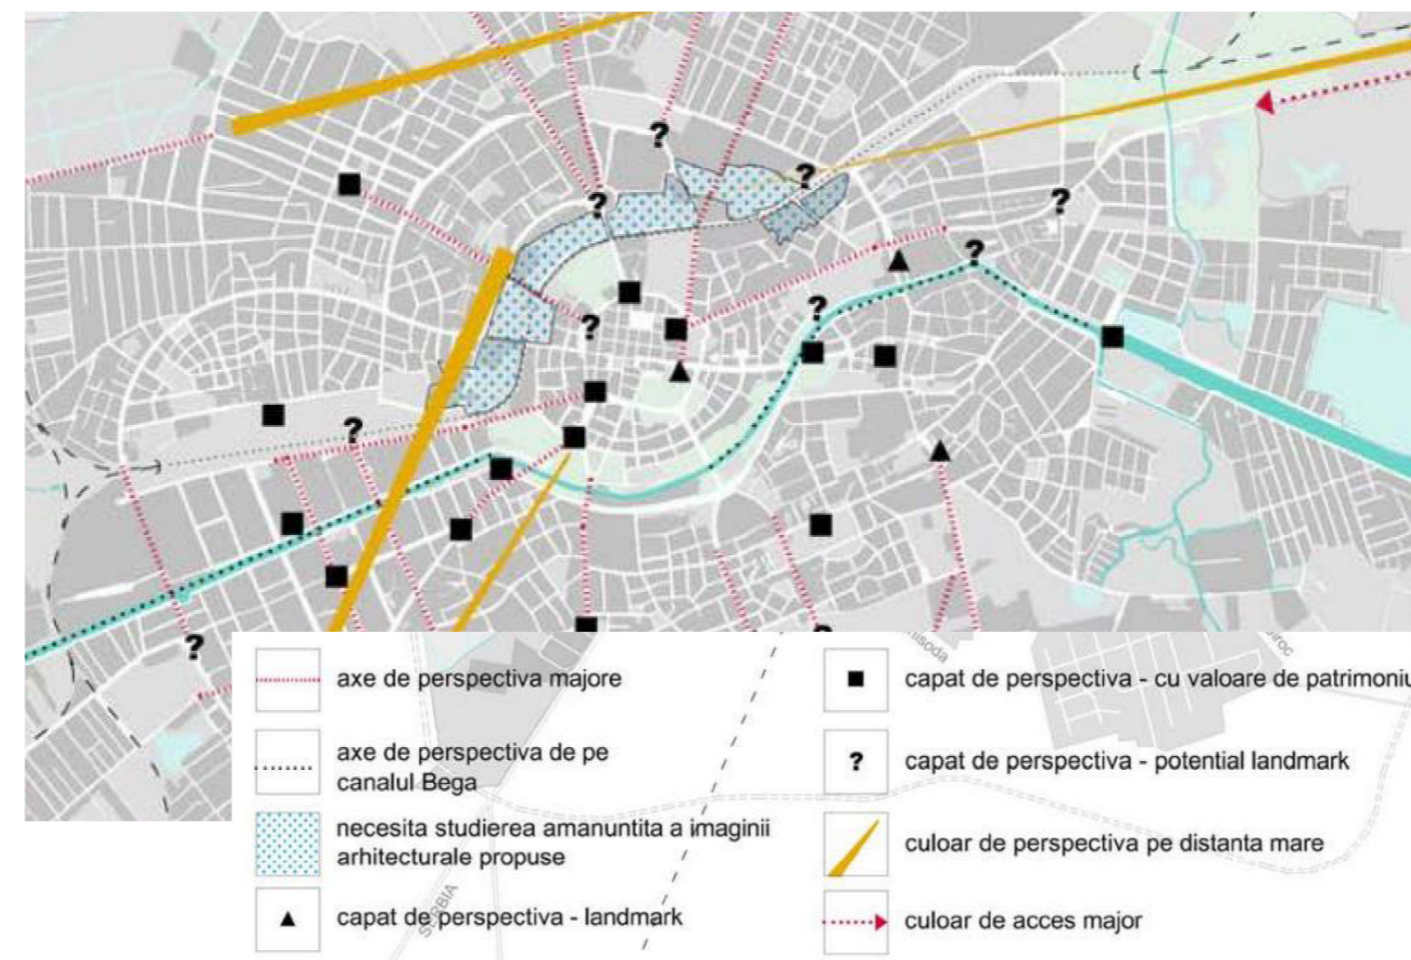 axe de perspectiva majore
axe de perspectiva de pe
canalul Bega
necesita studierea amanuntita a imaginii
arhitecturale propuse
capat de perspectiva - landmark
SERBIA
capat de perspectiva - cu valoare de patrimoniu
? capat de perspectiva - potential landmark
culoar de perspectiva pe distanta mare
culoar de acces major